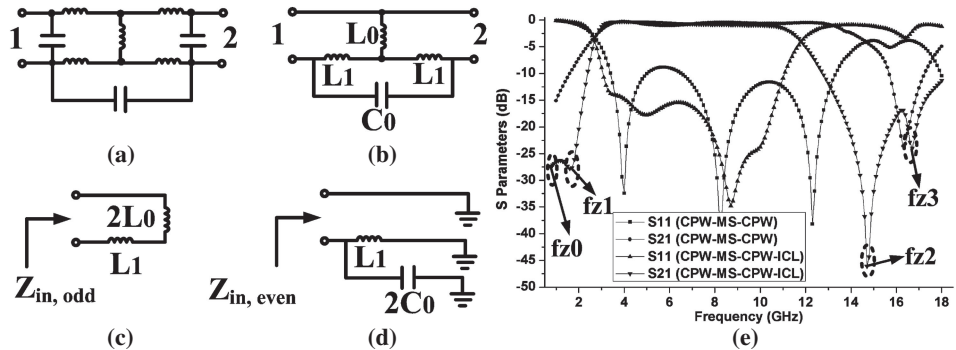 1
2
(a)
1
2
L0
L1
L1
C0
(b)
2L0
L1
Zin, odd
(c)
L1
2C0
Zin, even
(d)
S Parameters (dB)
5
0
-5
-10
-15
-20
-25
-30
-35
-40
-45
-50
fz0
fz1
fz2
fz3
S11 (CPW-MS-CPW)
S21 (CPW-MS-CPW)
S11 (CPW-MS-CPW-ICL)
S21 (CPW-MS-CPW-ICL)
2 4 6 8 10 12 14 16 18
Frequency (GHz)
(e)